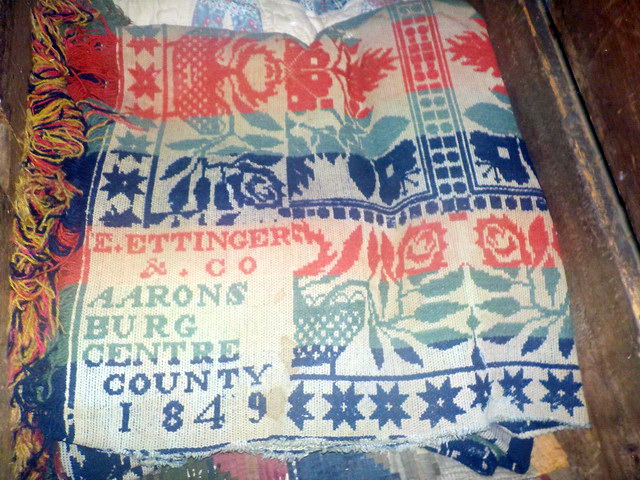 E. ETTINGER
& . CO
AARONS
BURG
CENTRE
COUNTY
1849